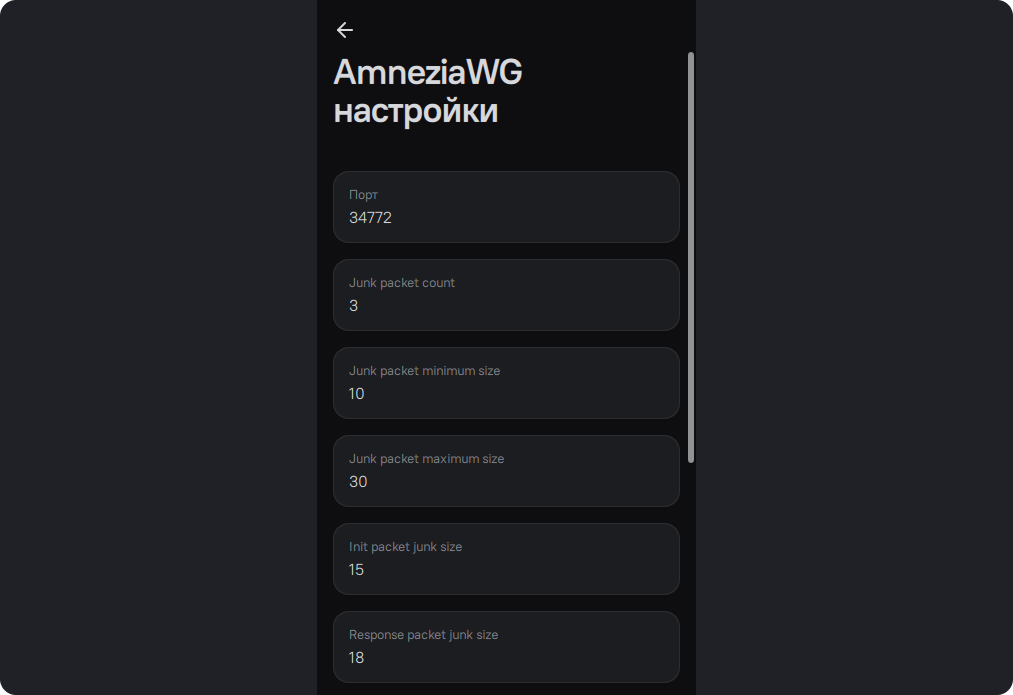 AmneziaWG
настройки
Порт
34772
Junk packet count
3
Junk packet minimum size
10
Junk packet maximum size
30
Init packet junk size
15
Response packet junk size
18